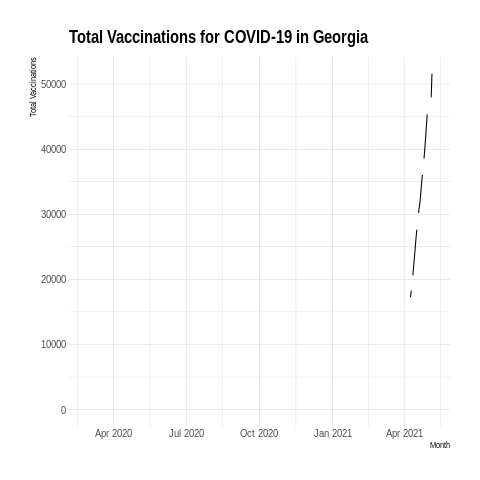 Total Vaccinations for COVID-19 in Georgia
Total Vaccinations
50000
40000
30000
20000
10000
0
Apr 2020 Jul 2020 Oct 2020 Jan 2021 Apr 2021
Month